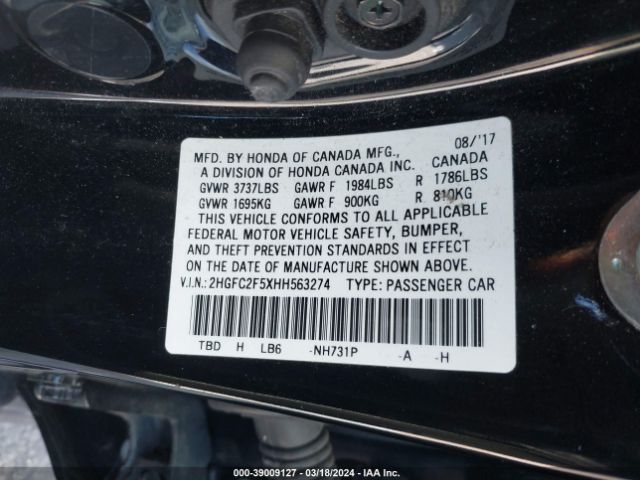 08/'17
MFD. BY HONDA OF CANADA MFG., CANADA
A DIVISION OF HONDA CANADA INC.
GVWR 3737LBS GAWR F 1984LBS R 1786LBS
GVWR 1695KG GAWR F 900KG R 810KG
THIS VEHICLE CONFORMS TO ALL APPLICABLE
FEDERAL MOTOR VEHICLE SAFETY, BUMPER,
AND THEFT PREVENTION STANDARDS IN EFFECT
ON THE DATE OF MANUFACTURE SHOWN ABOVE.
V.I.N.: 2HGFC2F5XHH563274 TYPE: PASSENGER CAR
TBD H LB6 -NH731P -A -H
000-39009127 - 03/18/2024 - IAA Inc.